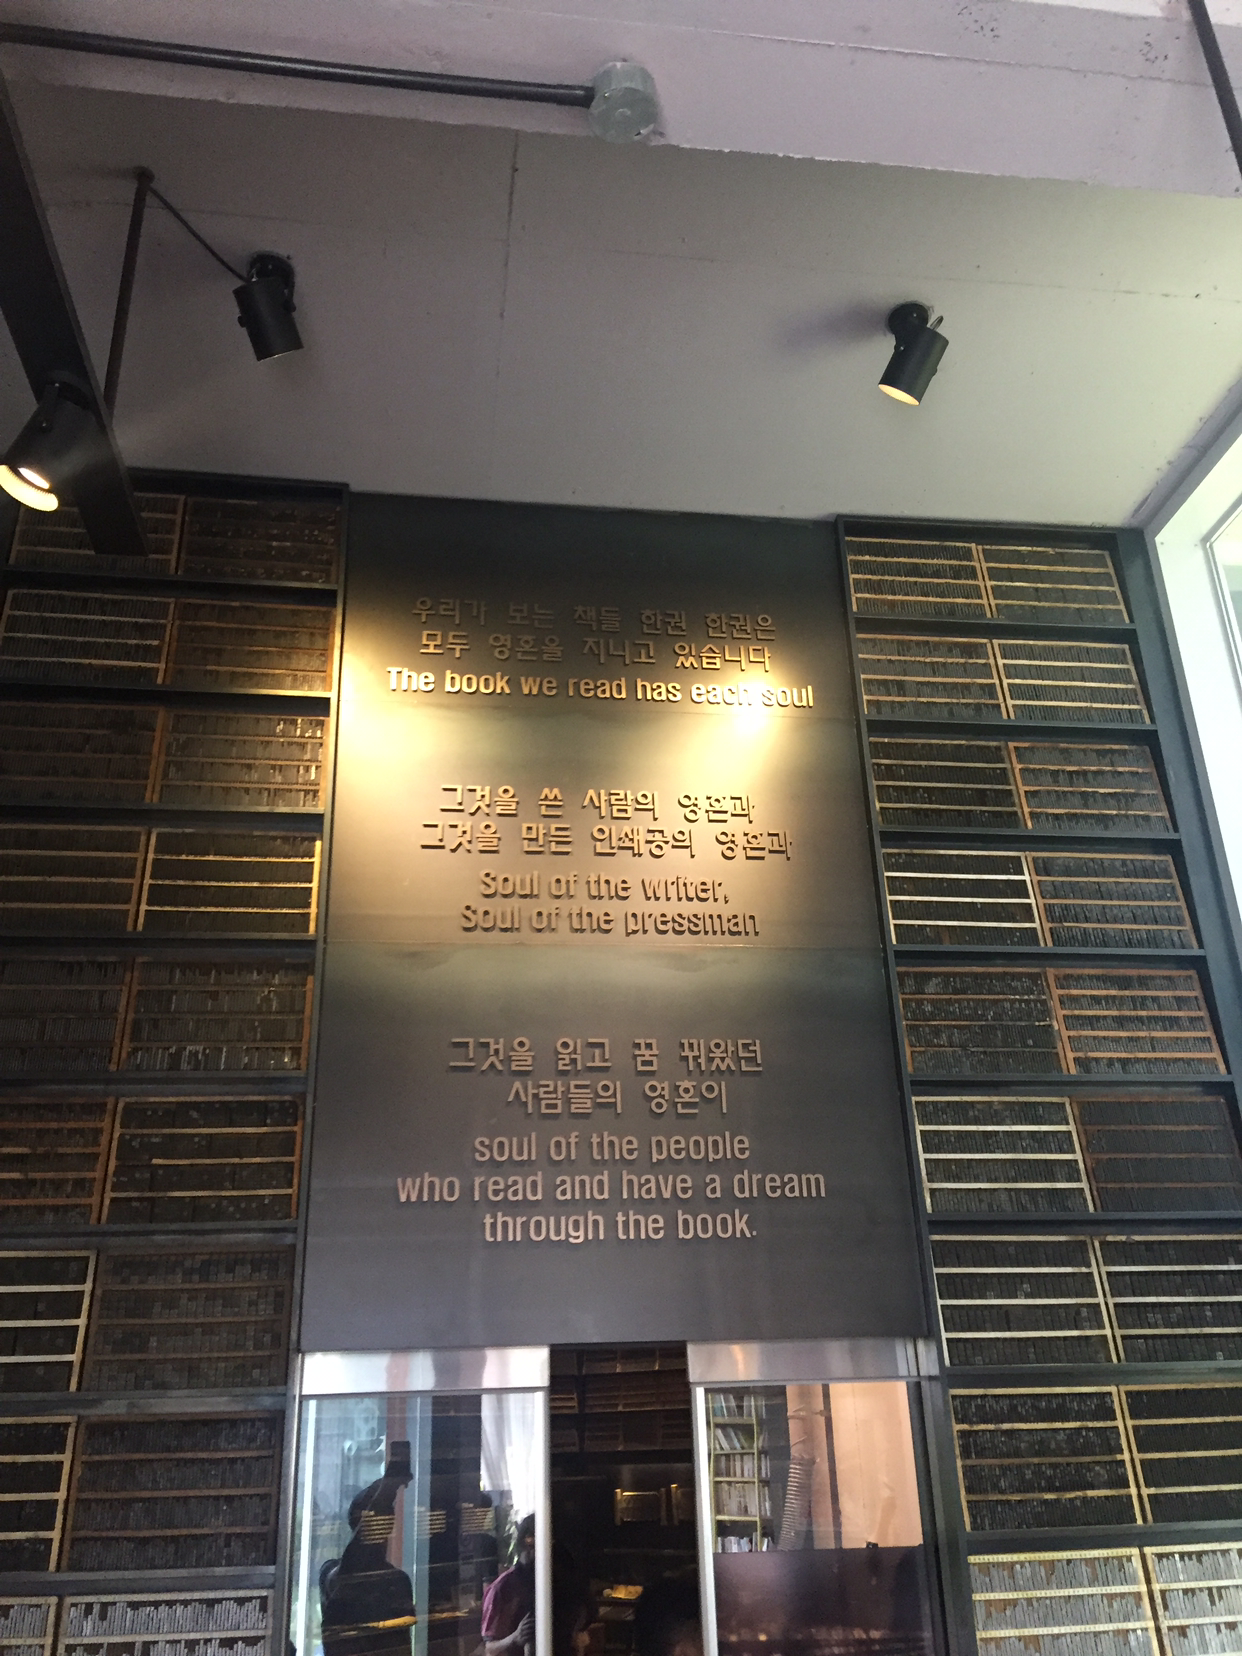 우리가 보는 책들 한권 한권은
모두 영혼을 지니고 있습니다
The book we read has each soul
그것을 쓴 사람의 영혼과
그것을 만든 인쇄공의 영혼과
Soul of the writer,
Soul of the pressman
그것을 읽고 꿈 꿔왔던
사람들의 영혼이
soul of the people
who read and have a dream
through the book.